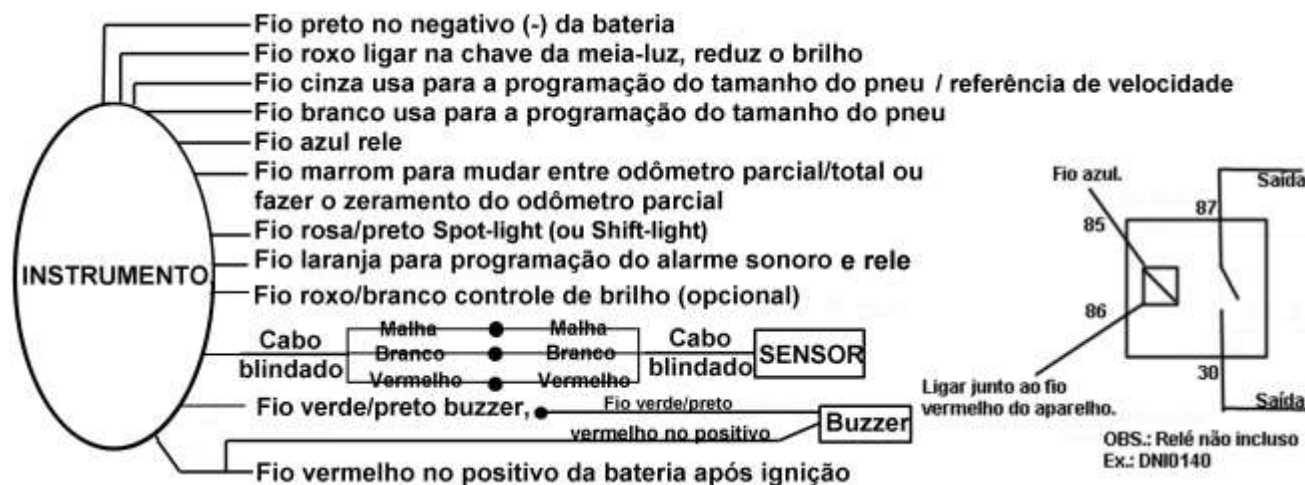 Fio preto no negativo (-) da bateria
Fio roxo ligar na chave da meia-luz, reduz o brilho
Fio cinza usa para a programação do tamanho do pneu / referência de velocidade
Fio branco usa para a programação do tamanho do pneu
Fio azul rele
Fio marrom para mudar entre odômetro parcial/total ou
fazer o zeramento do odômetro parcial
Fio rosa/preto Spot-light (ou Shift-light)
INSTRUMENTO
Fio laranja para programação do alarme sonoro e rele
Fio roxo/branco controle de brilho (opcional)
Cabo
blindado
Malha
Branco
Vermelho
Malha
Branco
Vermelho
Cabo
blindado
SENSOR
Fio verde/preto buzzer,
Fio verde/preto
vermelho no positivo
Buzzer
Fio vermelho no positivo da bateria após ignição
Fio azul.
85
87
Saída
86
30
Saída
Ligar junto ao fio
vermelho do aparelho.
OBS.: Relé não incluso
Ex.: DNI0140